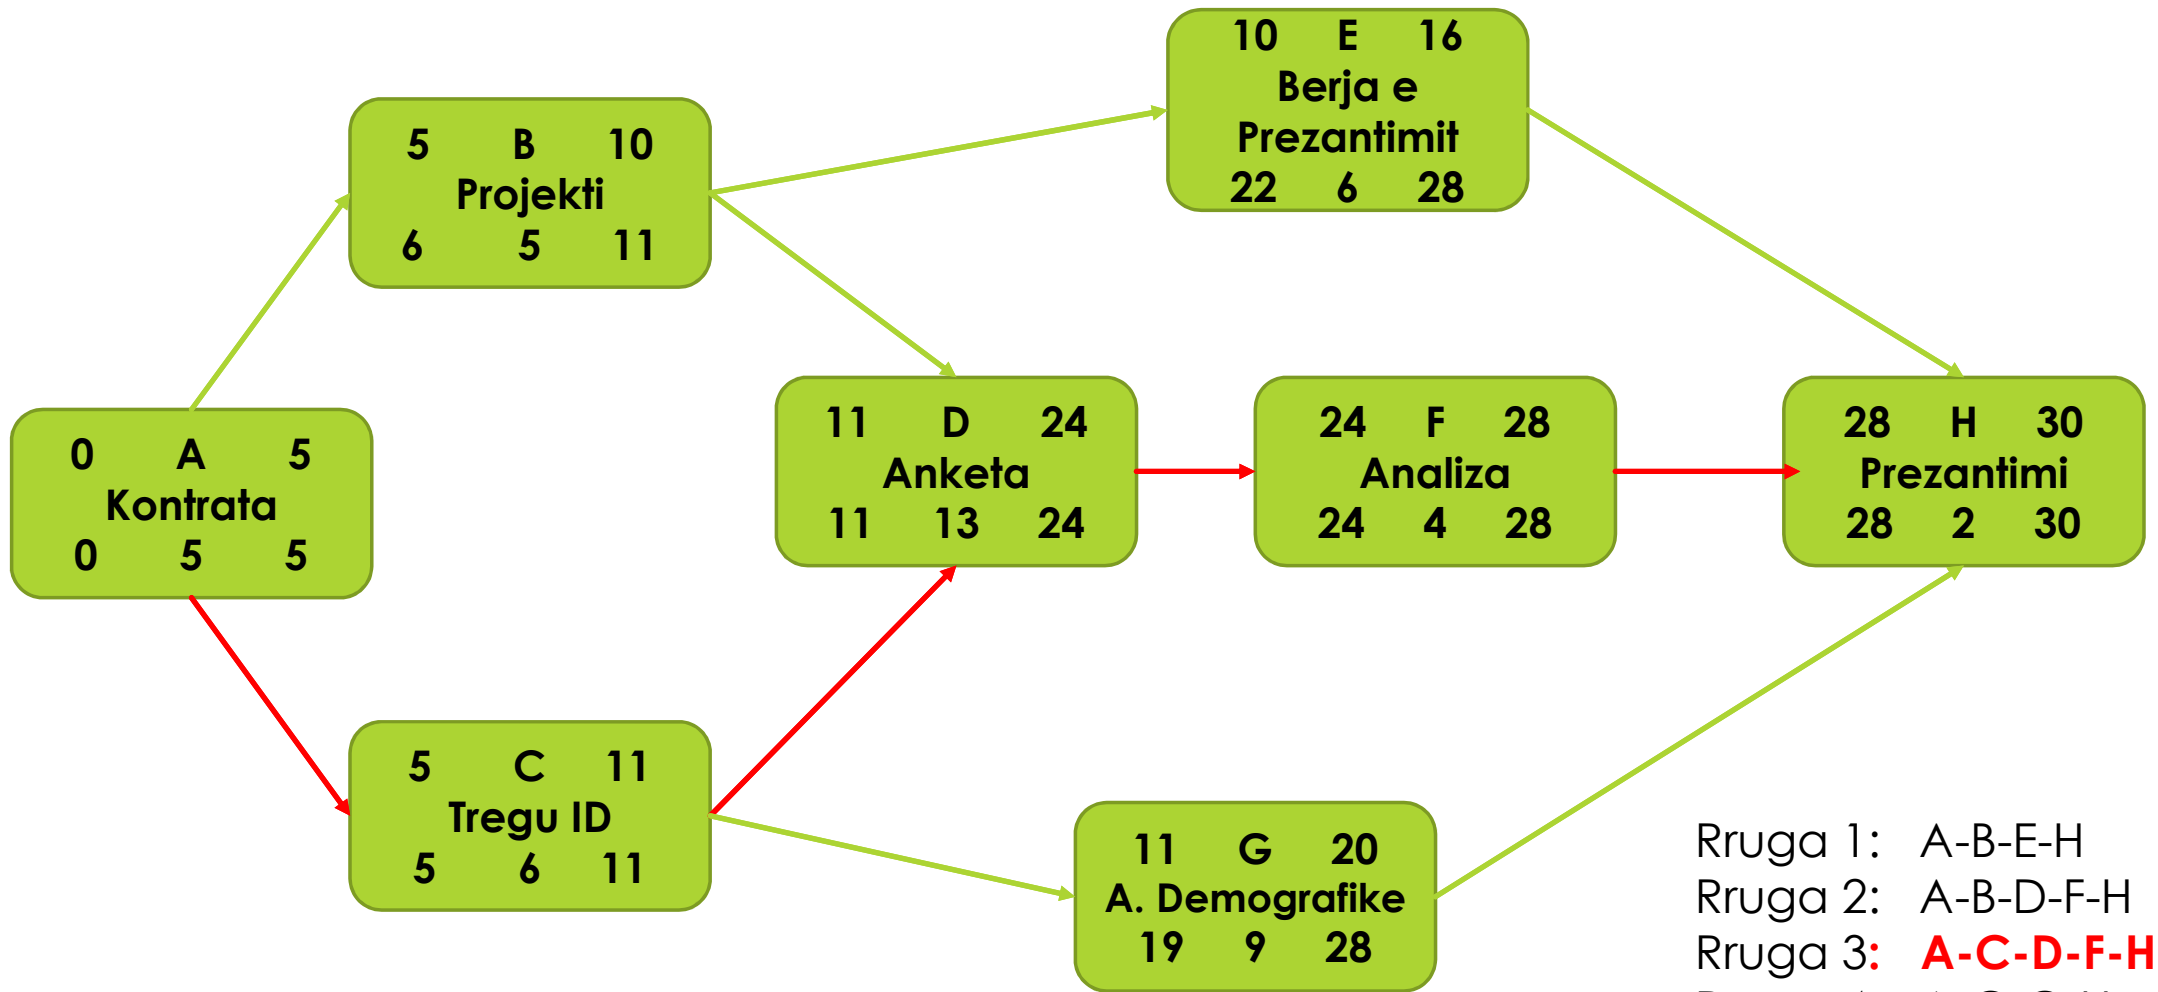 10 E 16
Berja e
Prezantimit
22 6 28
5 B 10
Projekti
6 5 11
0 A 5
Kontrata
0 5 5
11 D 24
Anketa
11 13 24
24 F 28
Analiza
24 4 28
28 H 30
Prezantimi
28 2 30
5 C 11
Tregu ID
5 6 11
11 G 20
A. Demografike
19 9 28
Rruga 1: A-B-E-H
Rruga 2: A-B-D-F-H
Rruga 3: A-C-D-F-H